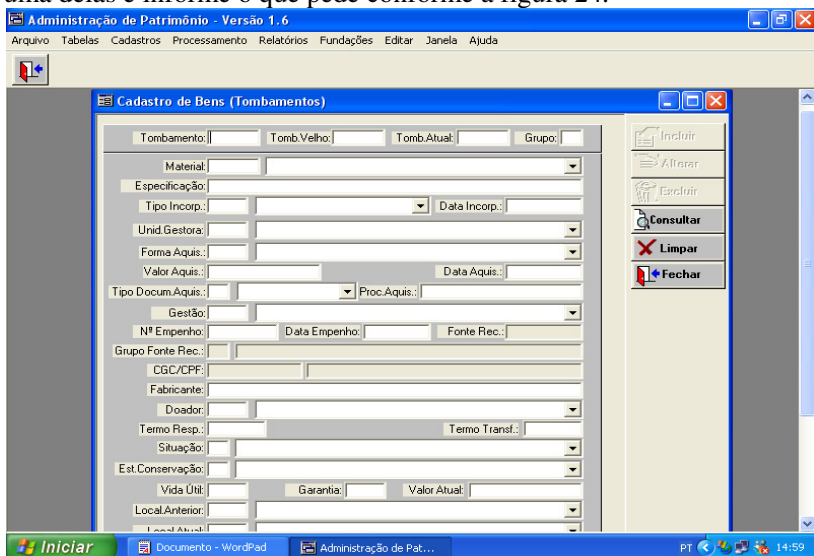 uma delas e informe o que pede conforme a figura 24.
Administração de Patrimônio - Versão 1.6
Arquivo Tabelas Cadastros Processamento Relatórios Fundações Editar Janela Ajuda
Cadastro de Bens (Tombamentos)
Tombamento: Tomb.Velho: Tomb.Atual: Grupo:
Incluir
Material:
Alterar
Especificação:
Excluir
Tipo Incorp.: Data Incorp.:
Consultar
Unid.Gestora:
Limpar
Forma Aquis.:
Valor Aquis.: Data Aquis.:
Fechar
Tipo Docum.Aquis.: Proc.Aquis.:
Gestão:
Nº Empenho: Data Empenho: Fonte Rec.:
Grupo Fonte Rec.:
CGC/CPF:
Fabricante:
Doador:
Termo Resp.: Termo Transf.:
Situação:
Est.Conservação:
Vida Útil: Garantia: Valor Atual:
Local.Anterior:
Local.Atual:
Iniciar Documento - WordPad Administração de Pat... PT 14:59